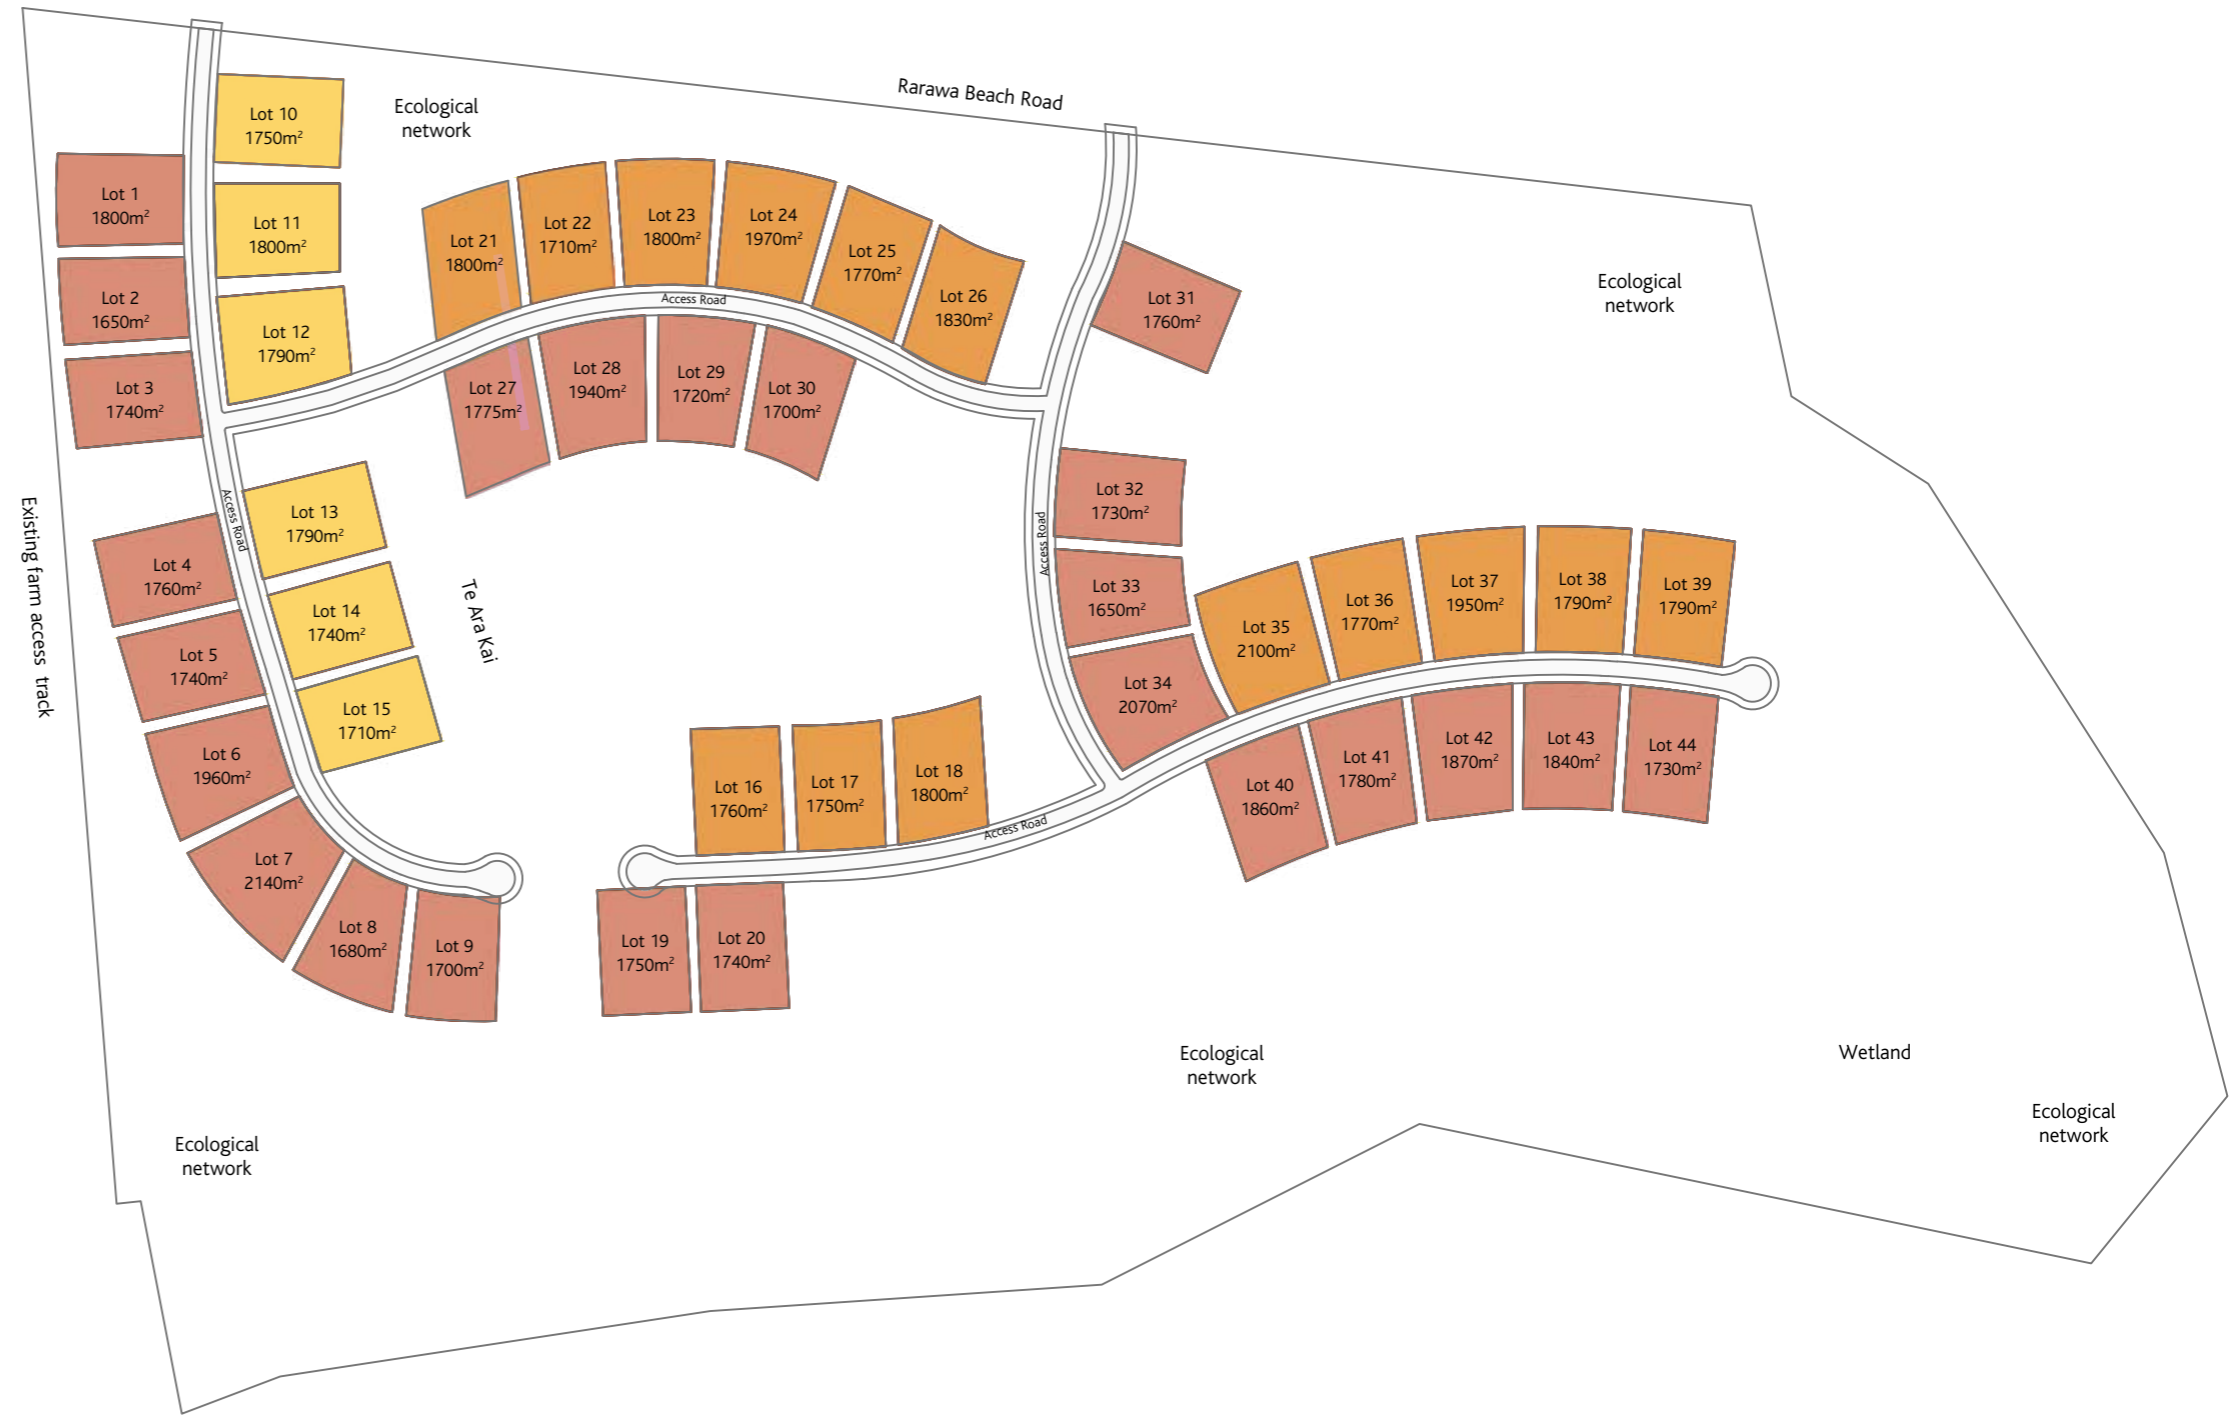 Rarawa Beach Road
Ecological
network
Lot 10
1750m²
Lot 1
1800m²
Lot 11
1800m²
Lot 2
1650m²
Lot 12
1790m²
Lot 3
1740m²
Lot 21
1800m²
Lot 22
1710m²
Lot 23
1800m²
Lot 24
1970m²
Lot 25
1770m²
Lot 26
1830m²
Access Road
Lot 27
1775m²
Lot 28
1940m²
Lot 29
1720m²
Lot 30
1700m²
Lot 31
1760m²
Ecological
network
Existing farm access track
Access Road
Lot 13
1790m²
Lot 4
1760m²
Lot 14
1740m²
Lot 5
1740m²
Lot 15
1710m²
Lot 6
1960m²
Lot 7
2140m²
Lot 8
1680m²
Lot 9
1700m²
Te Ara Kai
Access Road
Lot 32
1730m²
Lot 33
1650m²
Lot 34
2070m²
Lot 35
2100m²
Lot 36
1770m²
Lot 37
1950m²
Lot 38
1790m²
Lot 39
1790m²
Lot 16
1760m²
Lot 17
1750m²
Lot 18
1800m²
Access Road
Lot 40
1860m²
Lot 41
1780m²
Lot 42
1870m²
Lot 43
1840m²
Lot 44
1730m²
Lot 19
1750m²
Lot 20
1740m²
Ecological
network
Wetland
Ecological
network
Ecological
network